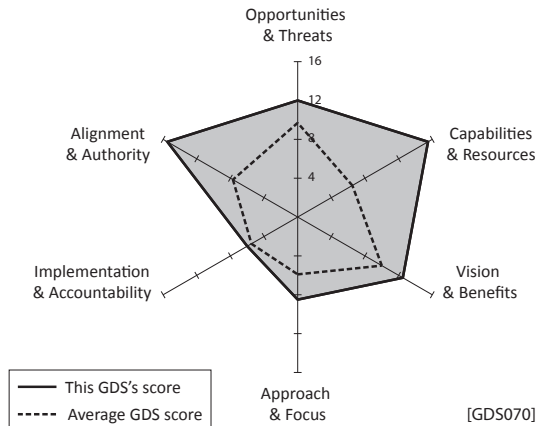 Opportunities
& Threats
16
12
8
4
Alignment
& Authority
Capabilities
& Resources
Implementation
& Accountability
Vision
& Benefits
Approach
& Focus
This GDS's score
Average GDS score
[GDS070]